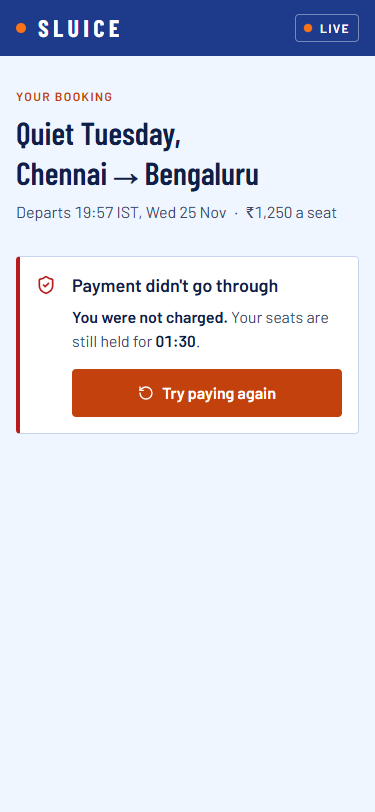 SLUICE
LIVE
YOUR BOOKING
Quiet Tuesday,
Chennai → Bengaluru
Departs 19:57 IST, Wed 25 Nov · ₹1,250 a seat
Payment didn't go through
You were not charged. Your seats are
still held for 01:30.
Try paying again